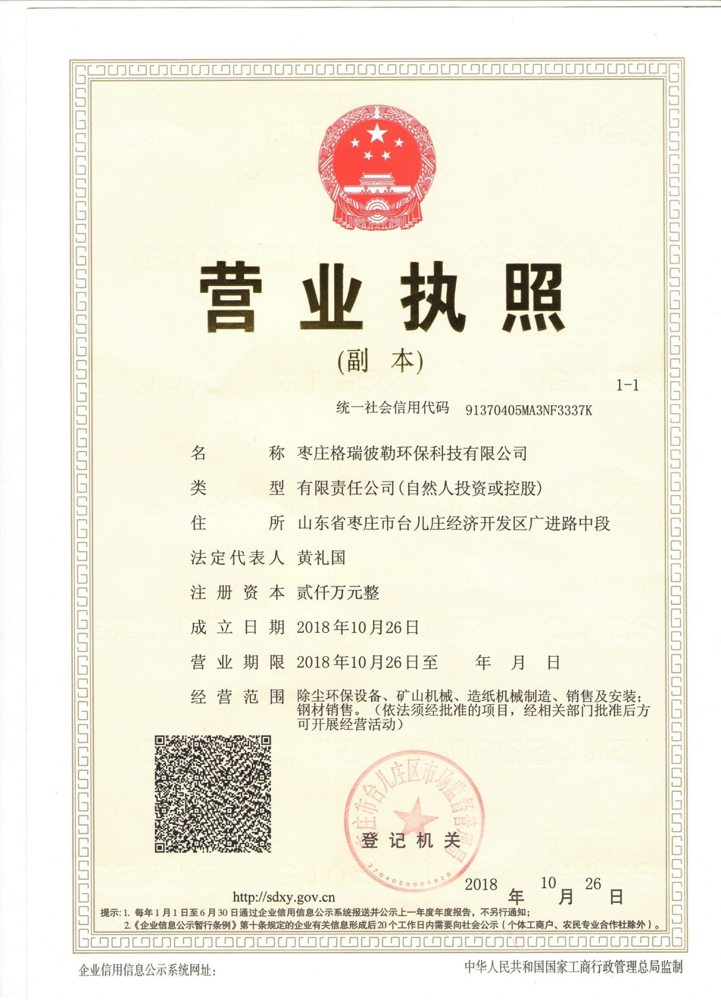 营业执照
(副 本)
1-1
统一社会信用代码 91370405MA3NF3337K
名 称 枣庄格瑞彼勒环保科技有限公司
类 型 有限责任公司(自然人投资或控股)
住 所 山东省枣庄市台儿庄经济开发区广进路中段
法定代表人 黄礼国
注册资本 贰仟万元整
成立日期 2018年10月26日
营业期限 2018年10月26日至 年 月 日
经营范围 除尘环保设备、矿山机械、造纸机械制造、销售及安装；
钢材销售。（依法须经批准的项目，经相关部门批准后方
可开展经营活动）
枣庄市台儿庄区市场监督管理局
登记机关
3704050001828
2018 年 10 月 26 日
http://sdxy.gov.cn
提示:1. 每年1月1日至6月30日通过企业信用信息公示系统报送并公示上一年度年度报告，不另行通知；
2.《企业信息公示暂行条例》第十条规定的企业有关信息形成后20个工作日内需要向社会公示（个体工商户、农民专业合作社除外）。
企业信用信息公示系统网址：
中华人民共和国国家工商行政管理总局监制